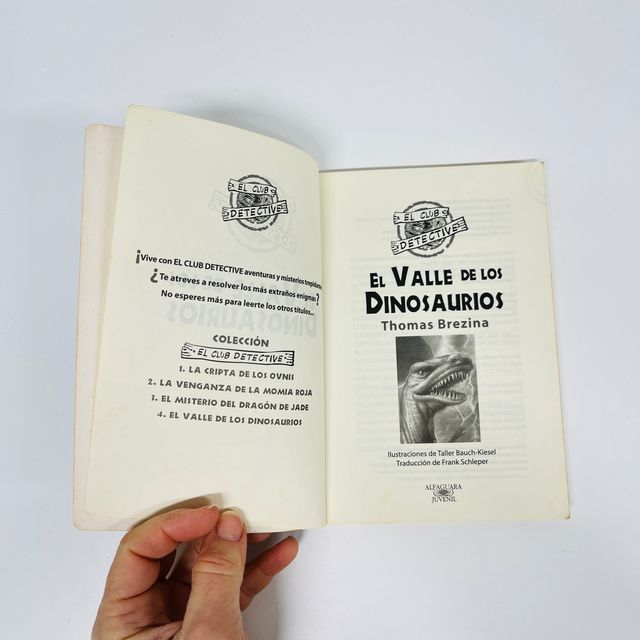 EL CLUB
DETECTIVE
¡Vive con EL CLUB DETECTIVE aventuras y misterios
¿Te atreves a resolver los más extraños enigmas?
No esperes más para leerte los otros títulos...
COLECCIÓN
EL CLUB DETECTIVE
1. LA CRIPTA DE LOS OVNIS
2. LA VENGANZA DE LA MOMIA ROJA
3. EL MISTERIO DEL DRAGÓN DE JADE
4. EL VALLE DE LOS DINOSAURIOS
EL CLUB
DETECTIVE
EL VALLE DE LOS
DINOSAURIOS
Thomas Brezina
Ilustraciones de Taller Bauch-Kiesel
Traducción de Frank Schleper
ALFAGUARA
JUVENIL